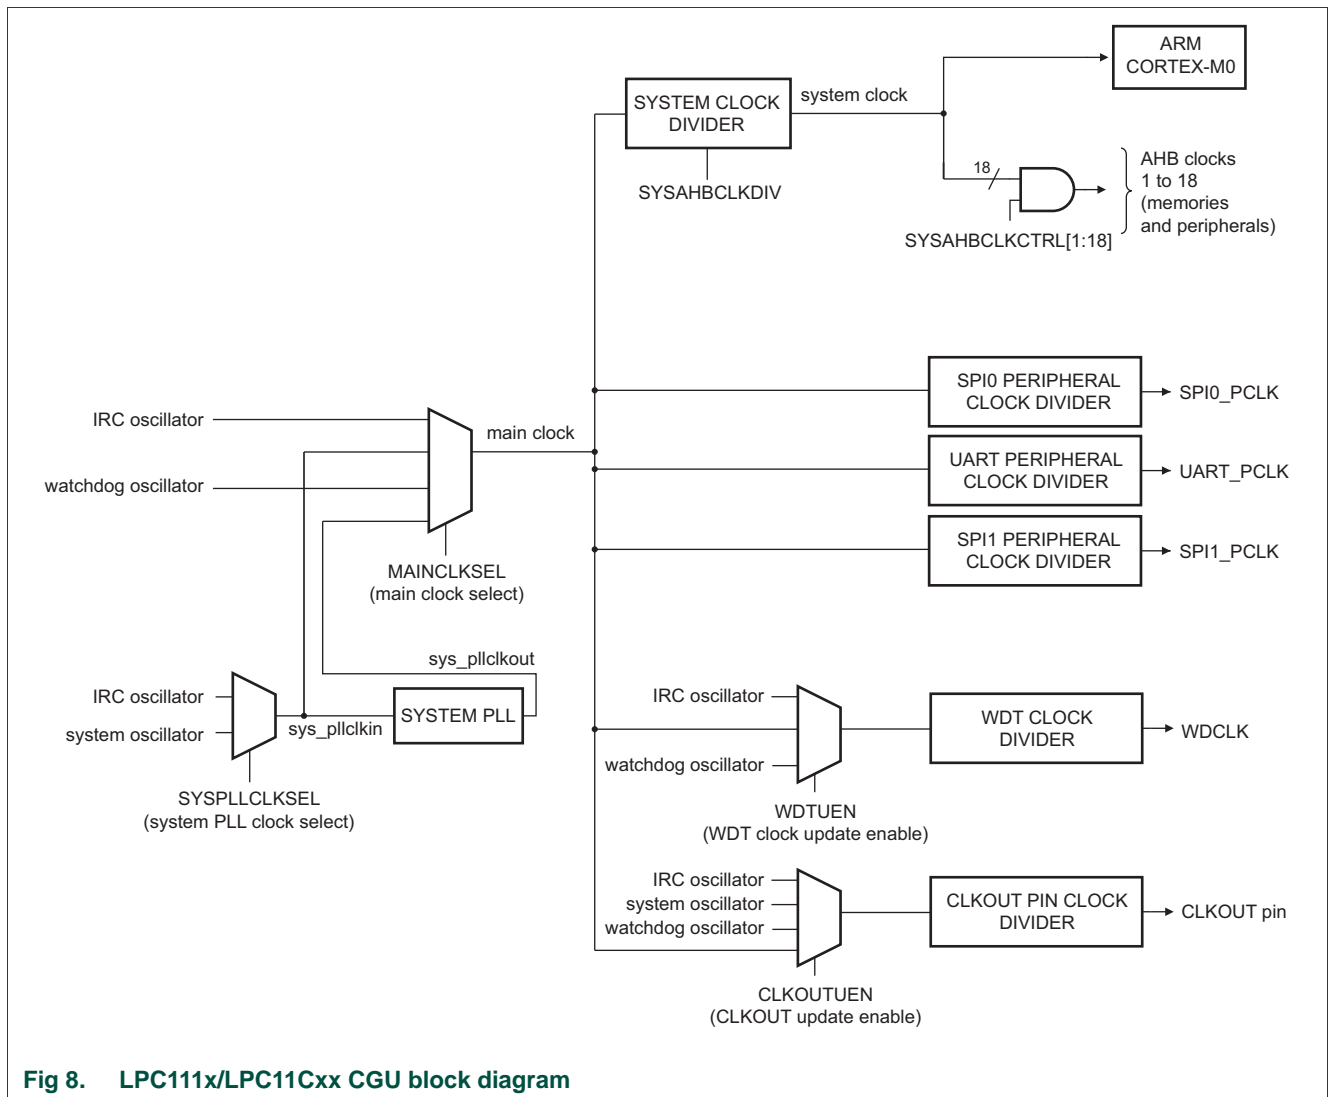 ARM
CORTEX-M0
SYSTEM CLOCK
DIVIDER
system clock
SYSAHBCLKDIV
18
AHB clocks
1 to 18
(memories
and peripherals)
SYSAHBCLKCTRL[1:18]
SPI0 PERIPHERAL
CLOCK DIVIDER
SPI0_PCLK
IRC oscillator
main clock
UART PERIPHERAL
CLOCK DIVIDER
UART_PCLK
watchdog oscillator
SPI1 PERIPHERAL
CLOCK DIVIDER
SPI1_PCLK
MAINCLKSEL
(main clock select)
sys_pllclkout
IRC oscillator
system oscillator
sys_pllclkin
SYSTEM PLL
SYSPLLCLKSEL
(system PLL clock select)
IRC oscillator
watchdog oscillator
WDT CLOCK
DIVIDER
WDCLK
WDTUEN
(WDT clock update enable)
IRC oscillator
system oscillator
watchdog oscillator
CLKOUT PIN CLOCK
DIVIDER
CLKOUT pin
CLKOUTUEN
(CLKOUT update enable)
Fig 8. LPC111x/LPC11Cxx CGU block diagram